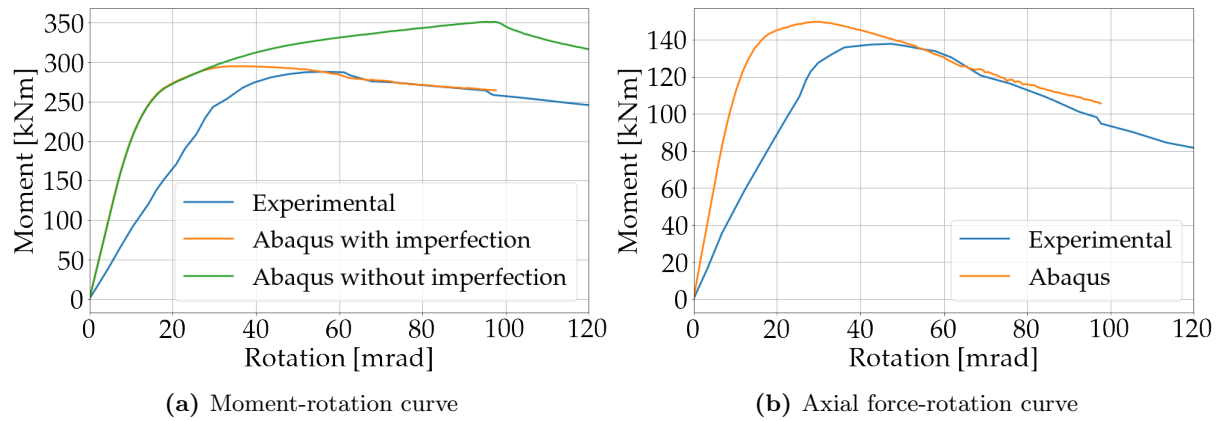 350
300
250
200
150
100
50
0
Moment [kNm]
0 20 40 60 80 100 120
Rotation [mrad]
Experimental
Abaqus with imperfection
Abaqus without imperfection
(a) Moment-rotation curve
140
120
100
80
60
40
20
0
Moment [kNm]
0 20 40 60 80 100 120
Rotation [mrad]
Experimental
Abaqus
(b) Axial force-rotation curve